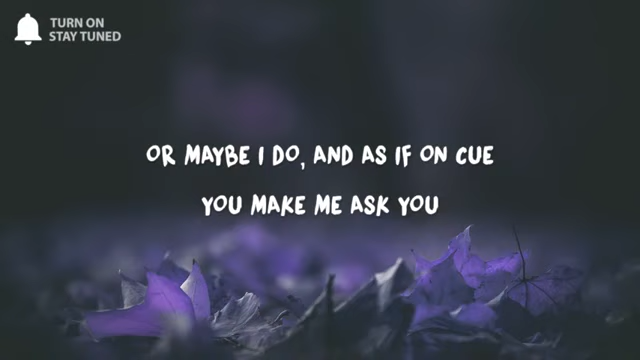 TURN ON
STAY TUNED
OR MAYBE I DO, AND AS IF ON CUE
YOU MAKE ME ASK YOU